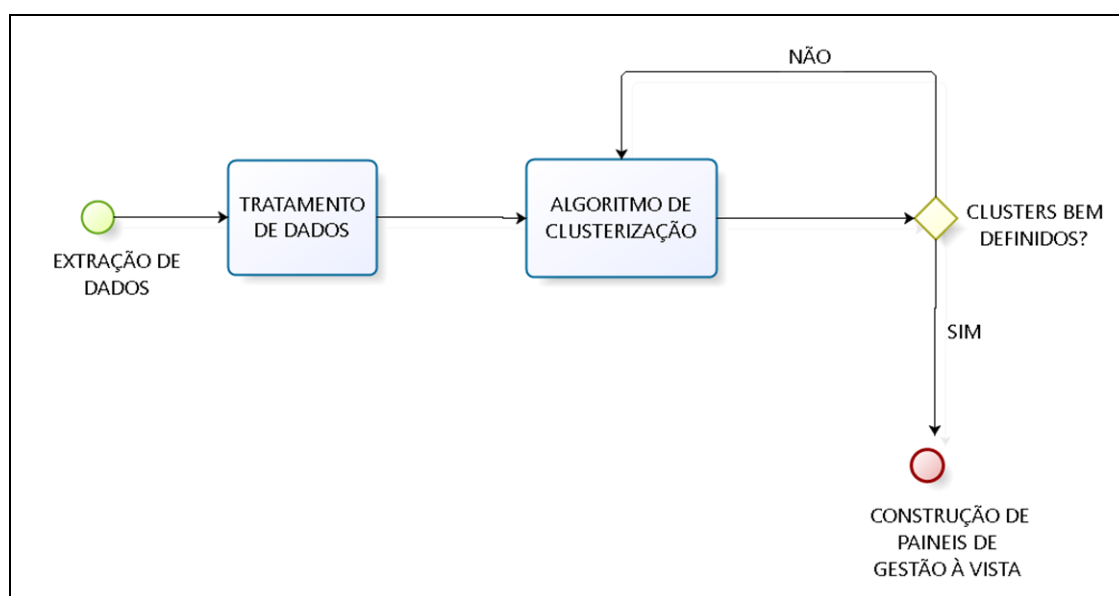 NÃO
TRATAMENTO
DE DADOS
ALGORITMO DE
CLUSTERIZAÇÃO
CLUSTERS BEM
DEFINIDOS?
EXTRAÇÃO DE
DADOS
SIM
CONSTRUÇÃO DE
PAINEIS DE
GESTÃO À VISTA